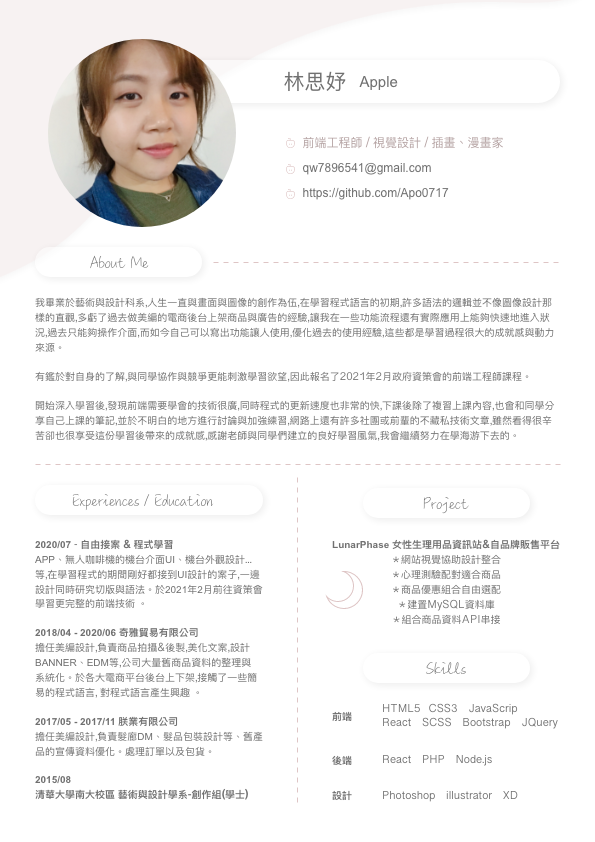 林思妤 Apple
前端工程師 / 視覺設計 / 插畫、漫畫家
qw7896541@gmail.com
https://github.com/Apo0717
About Me
我畢業於藝術與設計科系,人生一直與畫面與圖像的創作為伍,在學習程式語言的初期,許多語法的邏輯並不像圖像設計那
樣的直觀,多虧了過去做美編的電商後台上架商品與廣告的經驗,讓我在一些功能流程還有實際應用上能夠快速地進入狀
況,過去只能夠操作介面,而如今自己可以寫出功能讓人使用,優化過去的使用經驗,這些都是學習過程很大的成就感與動力
來源。
有鑑於對自身的了解,與同學協作與競爭更能刺激學習欲望,因此報名了2021年2月政府資策會的前端工程師課程。
開始深入學習後,發現前端需要學會的技術很廣,同時程式的更新速度也非常的快,下課後除了複習上課內容,也會和同學分
享自己上課的筆記,並於不明白的地方進行討論與加強練習,網路上還有許多社團或前輩的不藏私技術文章,雖然看得很辛
苦卻也很享受這份學習後帶來的成就感,感謝老師與同學們建立的良好學習風氣,我會繼續努力在學海游下去的。
Experiences / Education
2020/07 - 自由接案 & 程式學習
APP、無人咖啡機的機台介面UI、機台外觀設計...
等,在學習程式的期間剛好都接到UI設計的案子,一邊
設計同時研究切版與語法。於2021年2月前往資策會
學習更完整的前端技術 。
2018/04 - 2020/06 奇雅貿易有限公司
擔任美編設計,負責商品拍攝&後製,美化文案,設計
BANNER、EDM等,公司大量舊商品資料的整理與
系統化。於各大電商平台後台上下架,接觸了一些簡
易的程式語言, 對程式語言產生興趣 。
2017/05 - 2017/11 朕業有限公司
擔任美編設計,負責髮廊DM、髮品包裝設計等、舊產
品的宣傳資料優化。處理訂單以及包貨。
2015/08
清華大學南大校區 藝術與設計學系-創作組(學士)
Project
LunarPhase 女性生理用品資訊站&自品牌販售平台
＊網站視覺協助設計整合
＊心理測驗配對適合商品
＊商品優惠組合自由選配
＊建置MySQL資料庫
＊組合商品資料API串接
Skills
前端
HTML5 CSS3 JavaScrip
React SCSS Bootstrap JQuery
後端 React PHP Node.js
設計 Photoshop illustrator XD